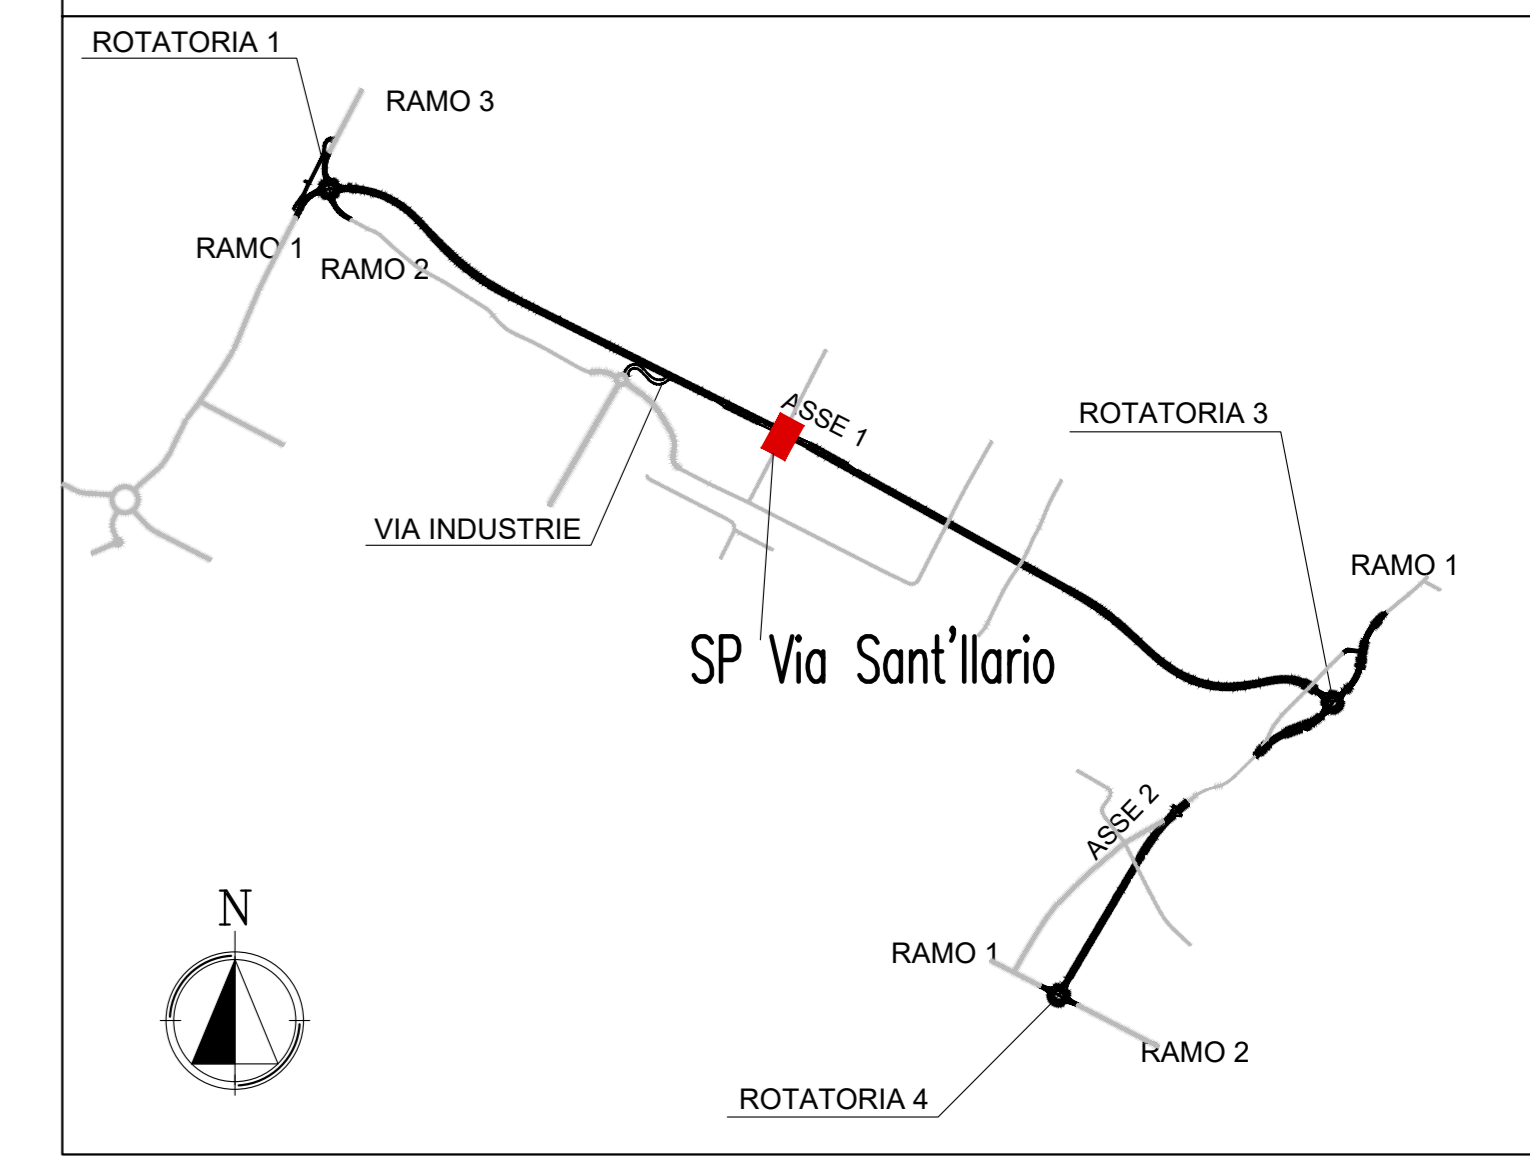 ROTATORIA 1
RAMO 3
RAMO 1
RAMO 2
ASSE 1
ROTATORIA 3
VIA INDUSTRIE
RAMO 1
SP Via Sant'Ilario
ASSE 2
N
RAMO 1
RAMO 2
ROTATORIA 4